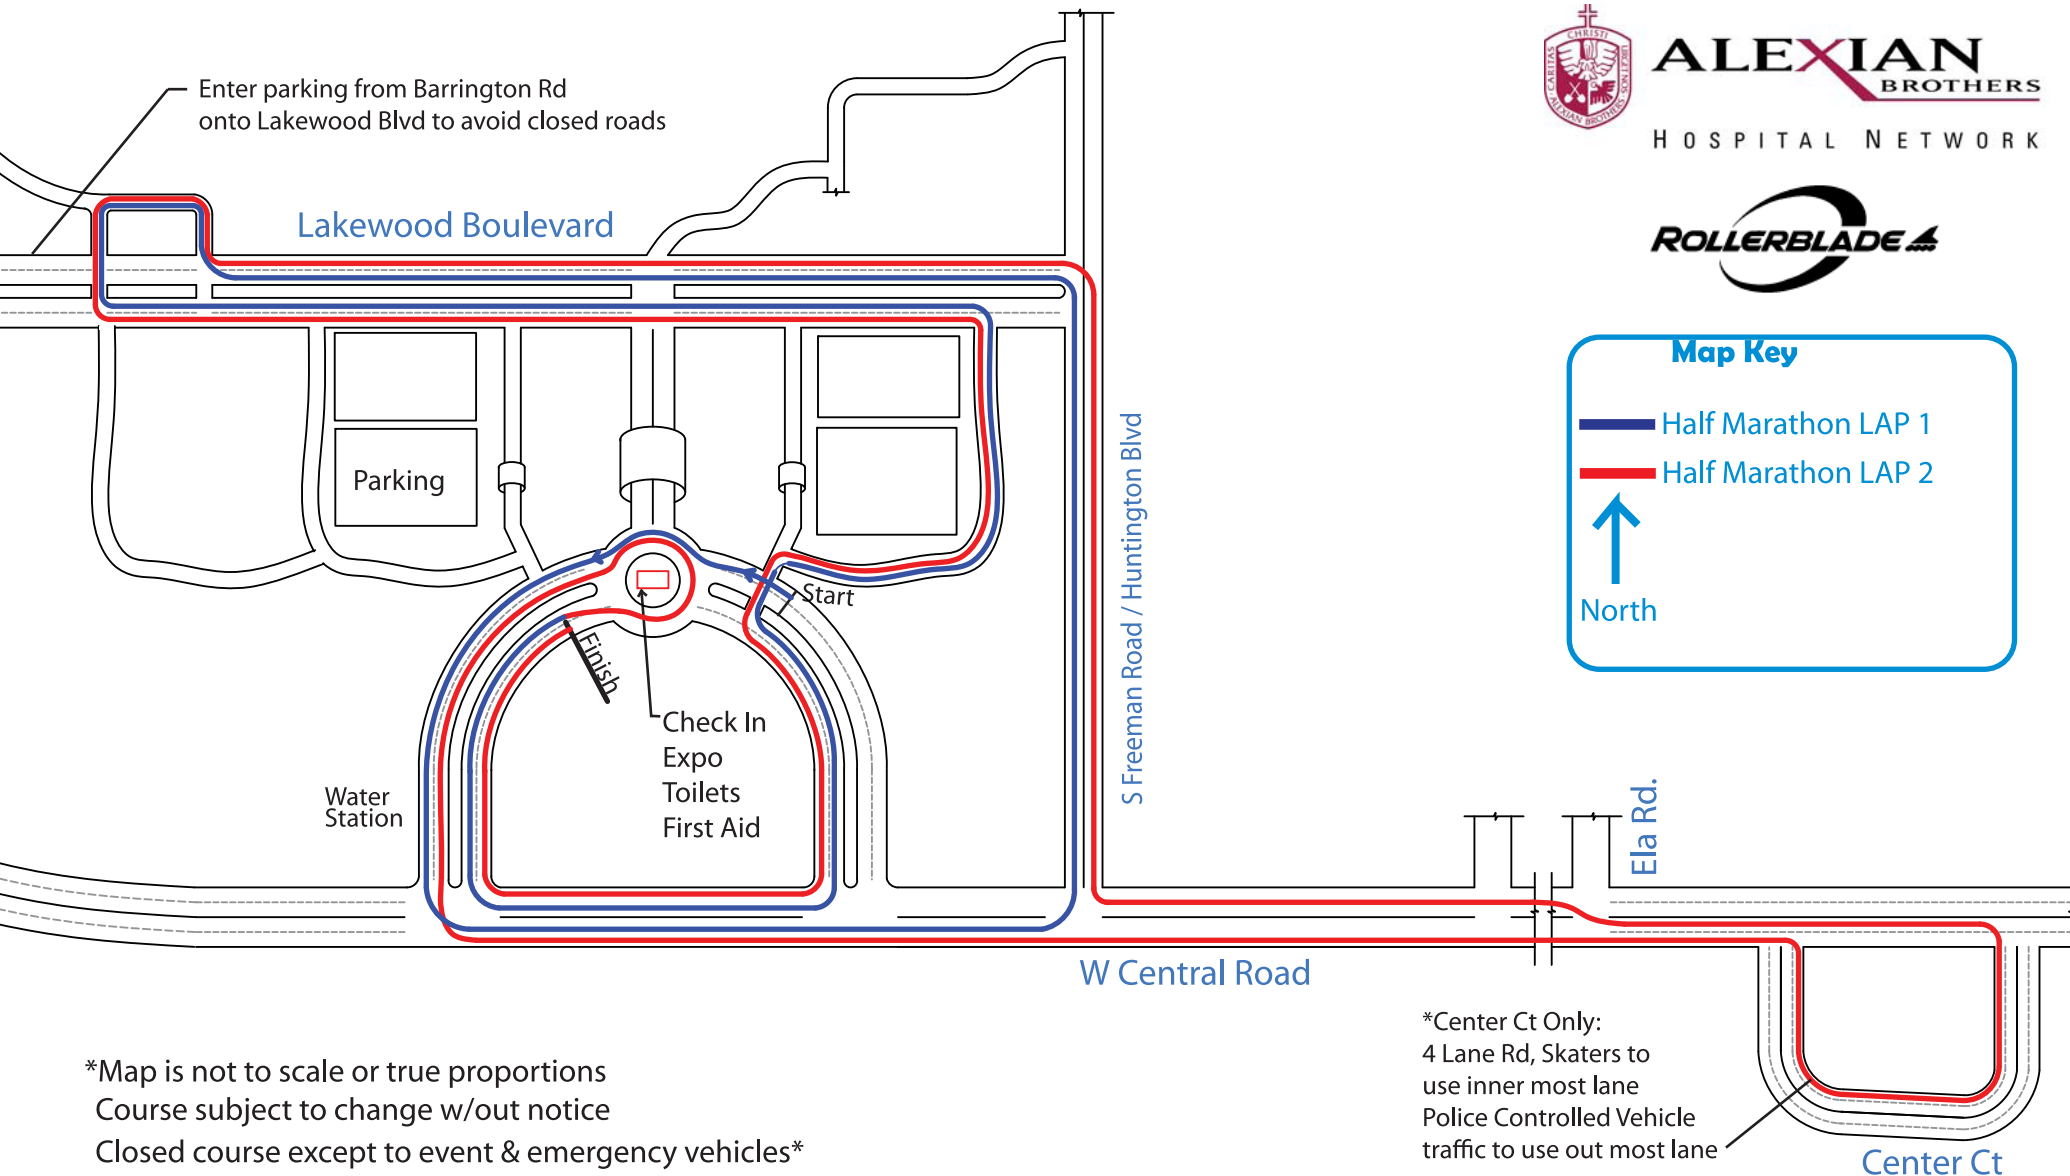 Enter parking from Barrington Rd
onto Lakewood Blvd to avoid closed roads
ALEXIAN
BROTHERS
HOSPITAL NETWORK
CHRISTI
CARITAS
ALEXIAN BROTHERS
ROLLERBLADE
Lakewood Boulevard
Map Key
Half Marathon LAP 1
Half Marathon LAP 2
North
Parking
S Freeman Road / Huntington Blvd
Start
Finish
Check In
Expo
Toilets
First Aid
Water
Station
Ela Rd.
W Central Road
*Center Ct Only:
4 Lane Rd, Skaters to
use inner most lane
Police Controlled Vehicle
traffic to use out most lane
Center Ct
*Map is not to scale or true proportions
Course subject to change w/out notice
Closed course except to event & emergency vehicles*